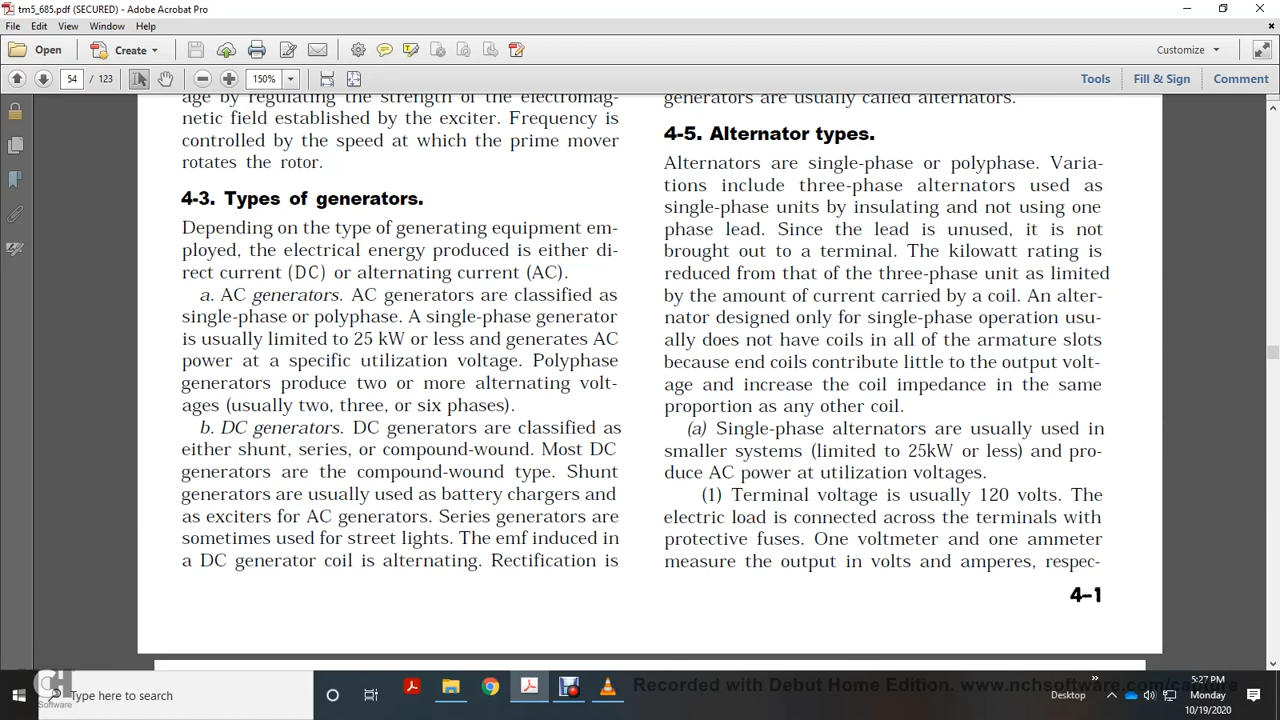 tm5_685.pdf (SECURED) - Adobe Acrobat Pro
File Edit View Window Help
Open Create Customize
54 / 123 150% Tools Fill & Sign Comment
age by regulating the strength of the electromag-
netic field established by the exciter. Frequency is
controlled by the speed at which the prime mover
rotates the rotor.
4-3. Types of generators.
Depending on the type of generating equipment em-
ployed, the electrical energy produced is either di-
rect current (DC) or alternating current (AC).
a. AC generators. AC generators are classified as
single-phase or polyphase. A single-phase generator
is usually limited to 25 kW or less and generates AC
power at a specific utilization voltage. Polyphase
generators produce two or more alternating volt-
ages (usually two, three, or six phases).
b. DC generators. DC generators are classified as
either shunt, series, or compound-wound. Most DC
generators are the compound-wound type. Shunt
generators are usually used as battery chargers and
as exciters for AC generators. Series generators are
sometimes used for street lights. The emf induced in
a DC generator coil is alternating. Rectification is
generators are usually called alternators.
4-5. Alternator types.
Alternators are single-phase or polyphase. Varia-
tions include three-phase alternators used as
single-phase units by insulating and not using one
phase lead. Since the lead is unused, it is not
brought out to a terminal. The kilowatt rating is
reduced from that of the three-phase unit as limited
by the amount of current carried by a coil. An alter-
nator designed only for single-phase operation usu-
ally does not have coils in all of the armature slots
because end coils contribute little to the output volt-
age and increase the coil impedance in the same
proportion as any other coil.
(a) Single-phase alternators are usually used in
smaller systems (limited to 25kW or less) and pro-
duce AC power at utilization voltages.
(1) Terminal voltage is usually 120 volts. The
electric load is connected across the terminals with
protective fuses. One voltmeter and one ammeter
measure the output in volts and amperes, respec-
4-1
CH
Software
Type here to search
Recorded with Debut Home Edition. www.nchsoftware.com/capture
Desktop
5:27 PM
Monday
10/19/2020